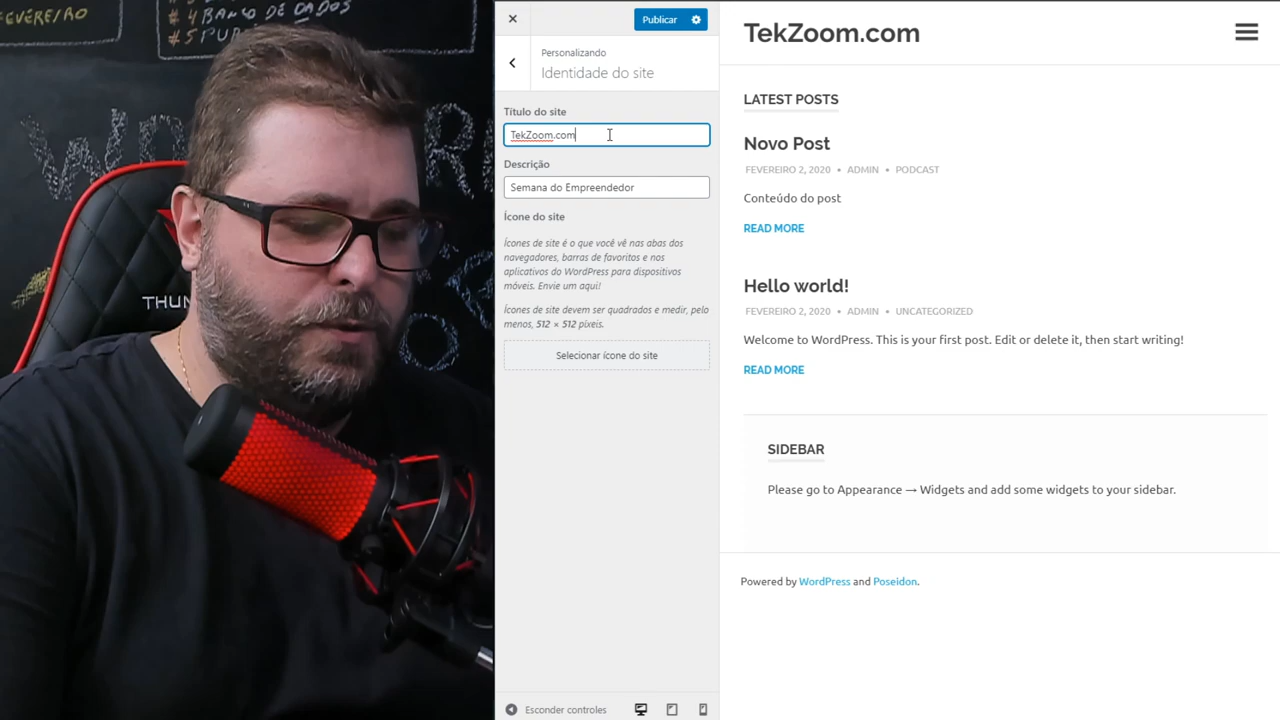 FEVEREIRO
#4 BANCO DE DADOS
#5
THUN
Publicar
Personalizando
Identidade do site
Título do site
TekZoom.com
Descrição
Semana do Empreendedor
Ícone do site
Ícones de site é o que você vê nas abas dos
navegadores, barras de favoritos e nos
aplicativos do WordPress para dispositivos
móveis. Envie um aqui!
Ícones de site devem ser quadrados e medir, pelo
menos, 512 × 512 pixels.
Selecionar ícone do site
Esconder controles
TekZoom.com
LATEST POSTS
Novo Post
FEVEREIRO 2, 2020 • ADMIN • PODCAST
Conteúdo do post
READ MORE
Hello world!
FEVEREIRO 2, 2020 • ADMIN • UNCATEGORIZED
Welcome to WordPress. This is your first post. Edit or delete it, then start writing!
READ MORE
SIDEBAR
Please go to Appearance → Widgets and add some widgets to your sidebar.
Powered by WordPress and Poseidon.